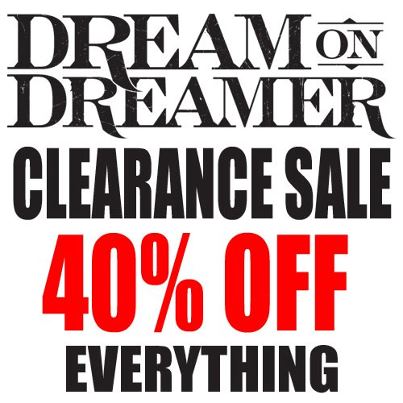 DREAM ON
DREAMER
CLEARANCE SALE
40% OFF
EVERYTHING